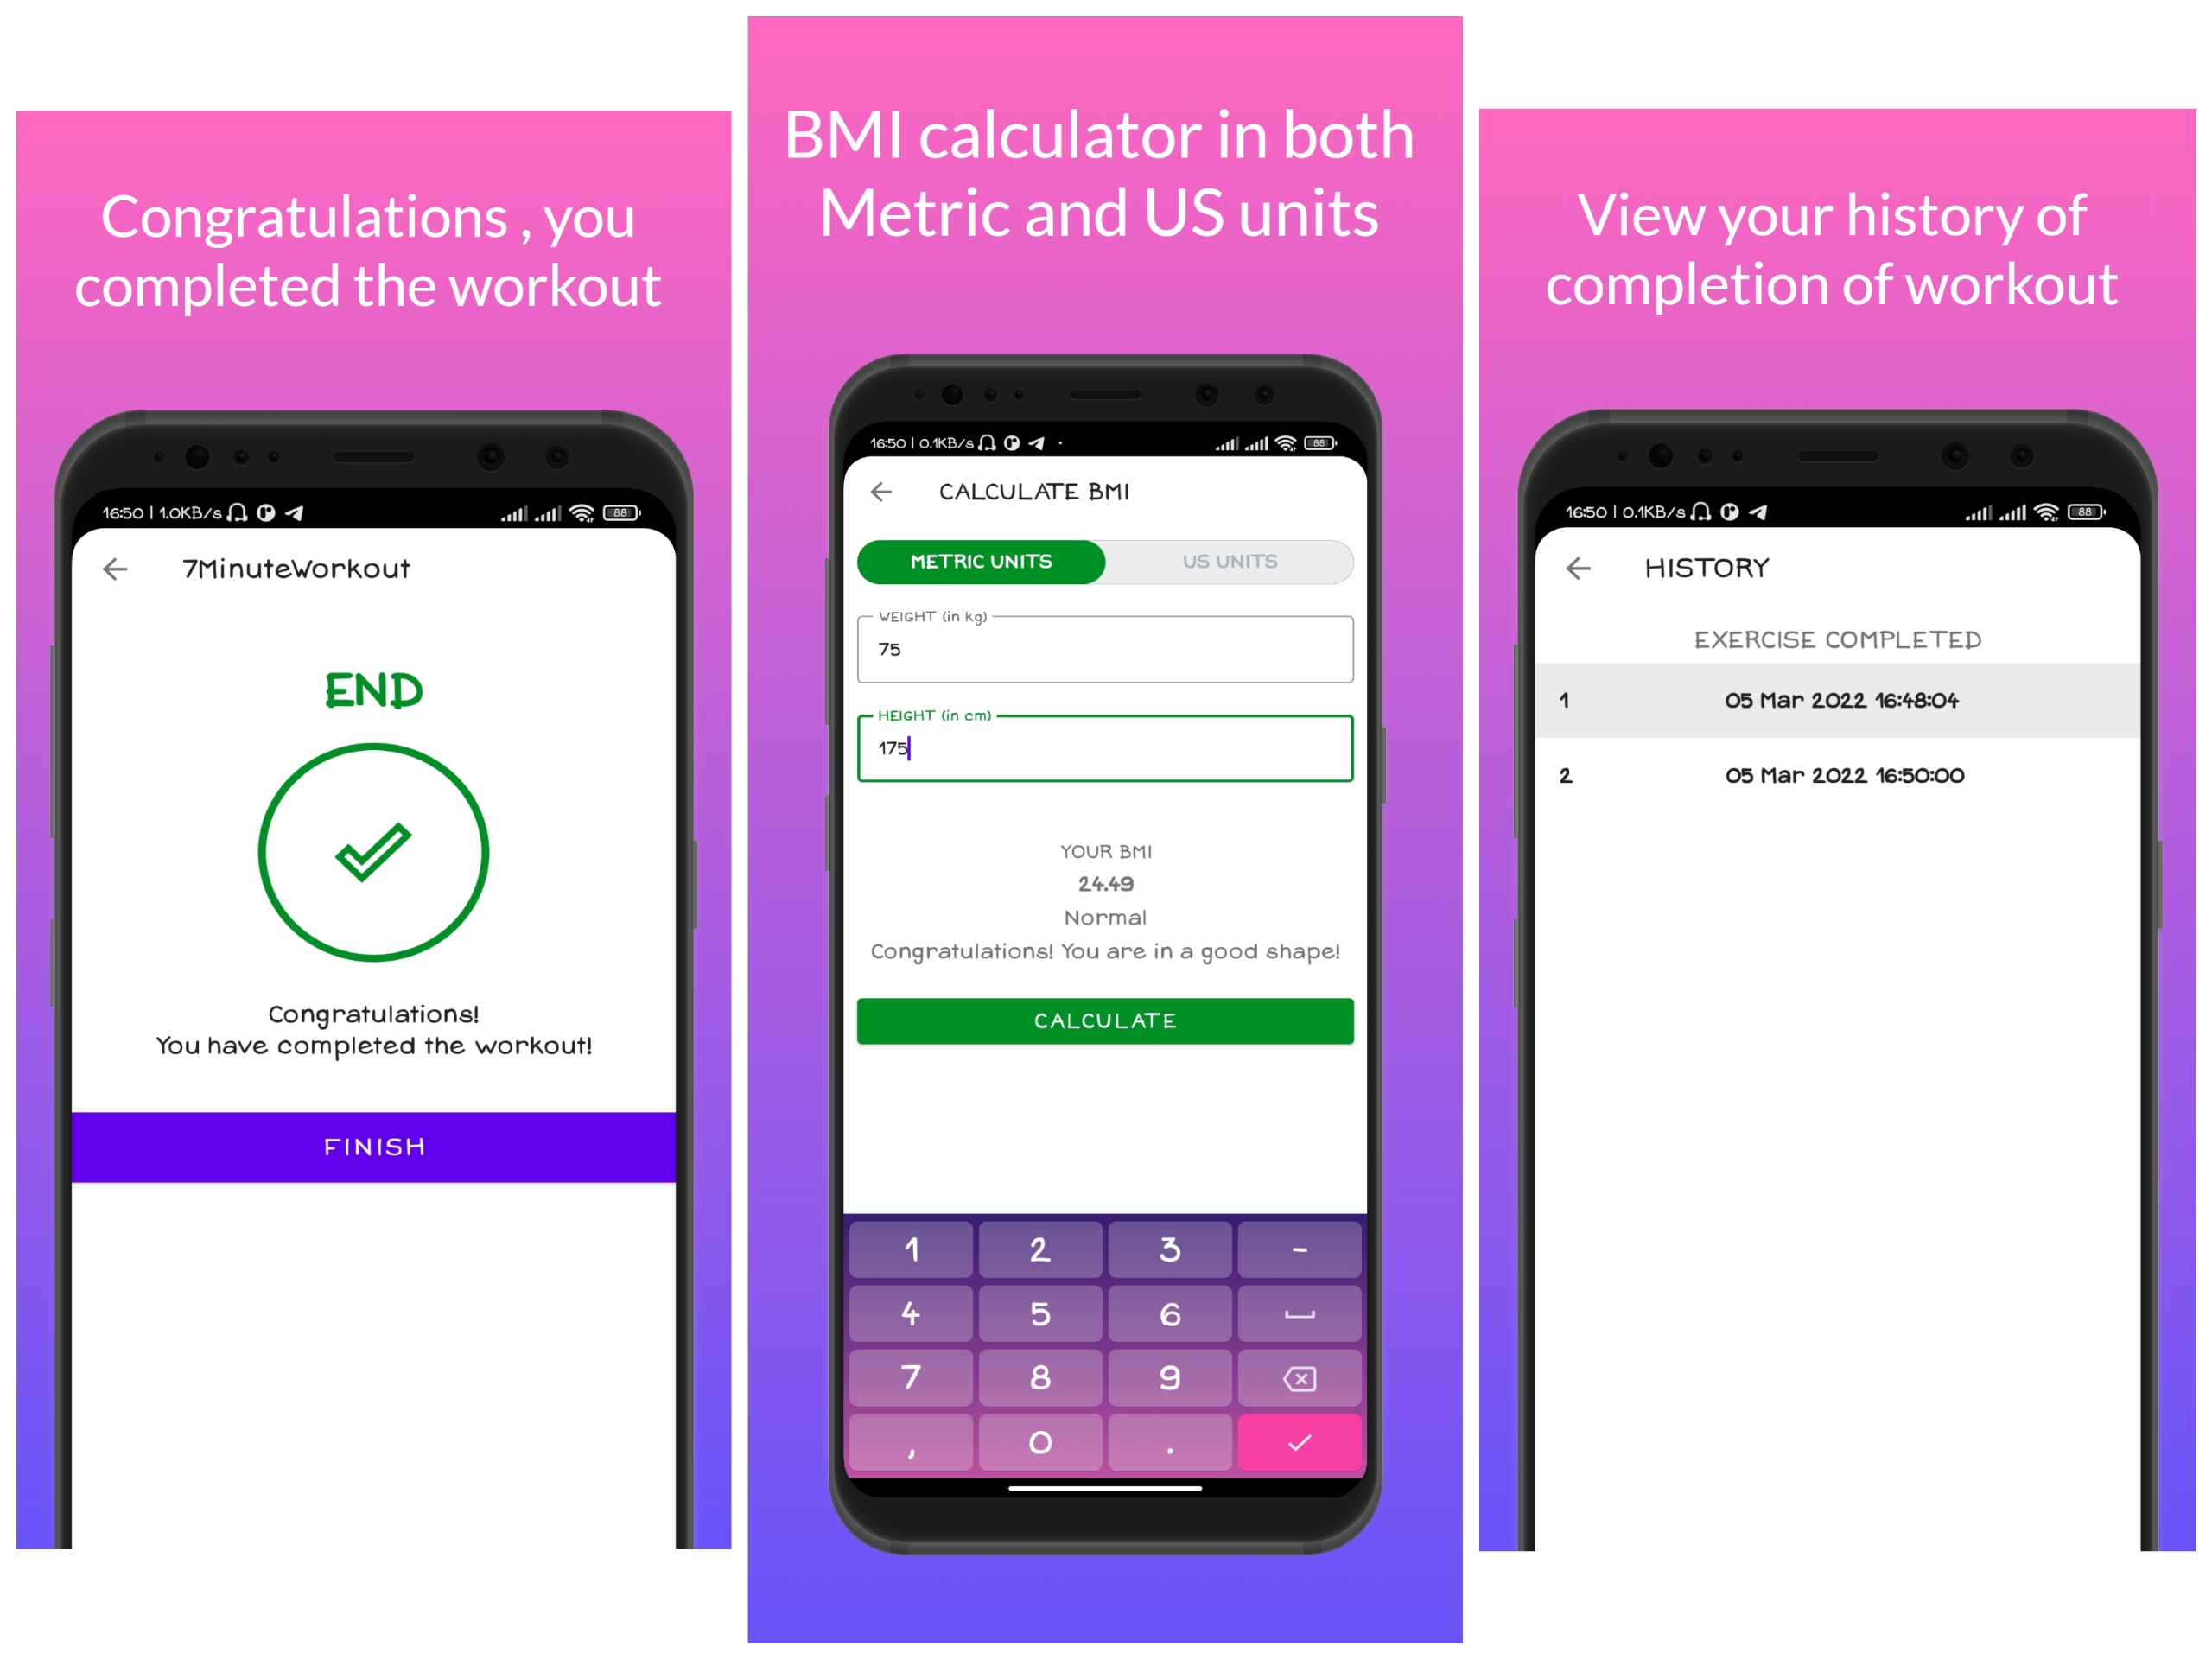 Congratulations , you
completed the workout
16:50 | 1.0KB/s
88
7MinuteWorkout
END
Congratulations!
You have completed the workout!
FINISH
BMI calculator in both
Metric and US units
16:50 | 0.1KB/s
88
CALCULATE BMI
METRIC UNITS US UNITS
WEIGHT (in kg)
75
HEIGHT (in cm)
175
YOUR BMI
24.49
Normal
Congratulations! You are in a good shape!
CALCULATE
1 2 3 -
4 5 6
7 8 9
, 0 .
View your history of
completion of workout
16:50 | 0.1KB/s
88
HISTORY
EXERCISE COMPLETED
1 05 Mar 2022 16:48:04
2 05 Mar 2022 16:50:00